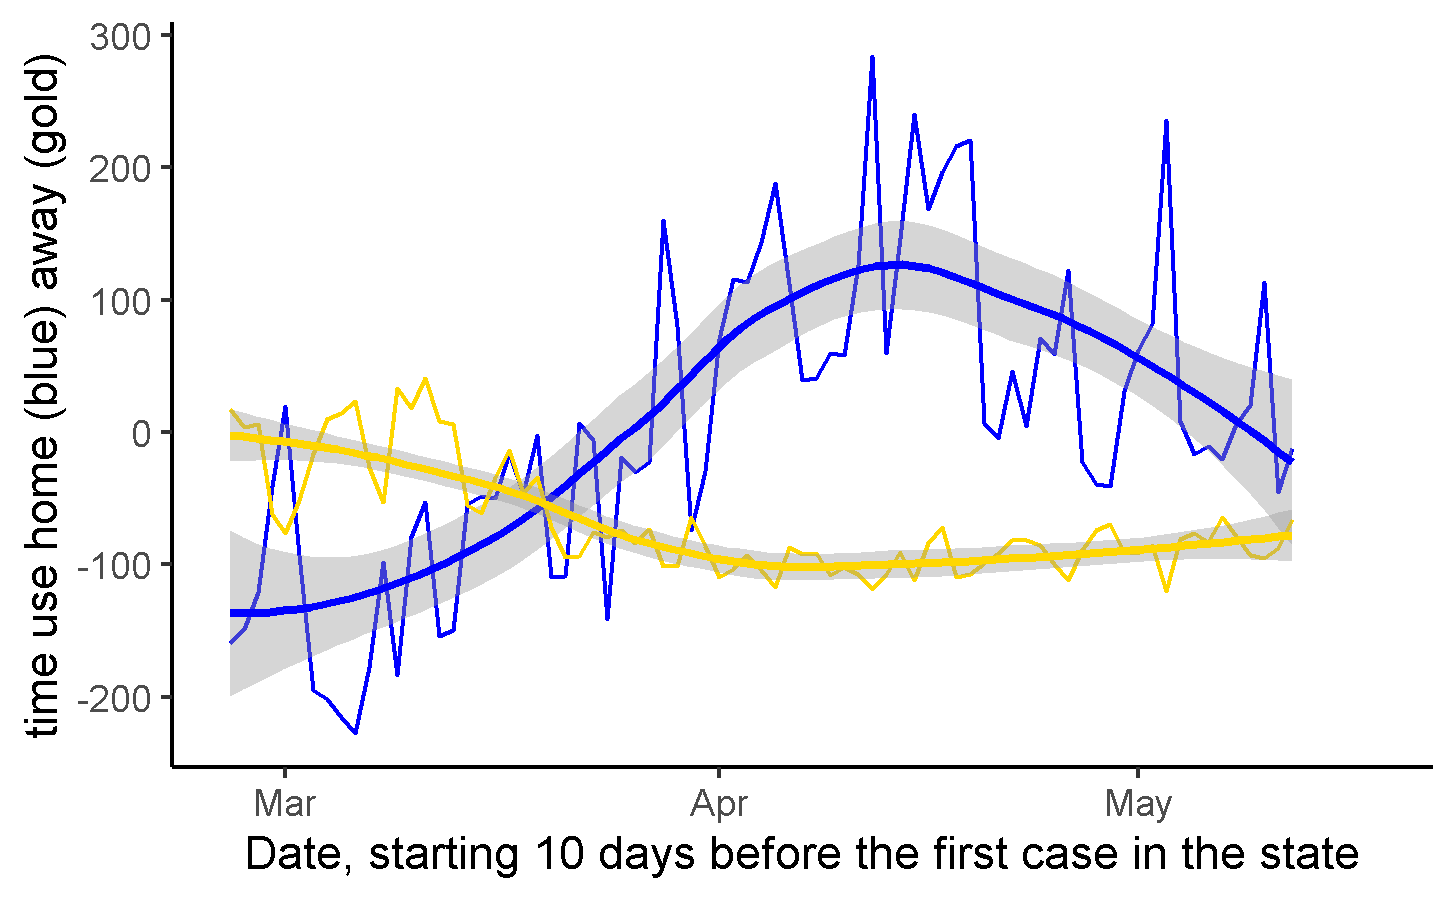 time use home (blue) away (gold)
300
200
100
0
-100
-200
Mar Apr May
Date, starting 10 days before the first case in the state